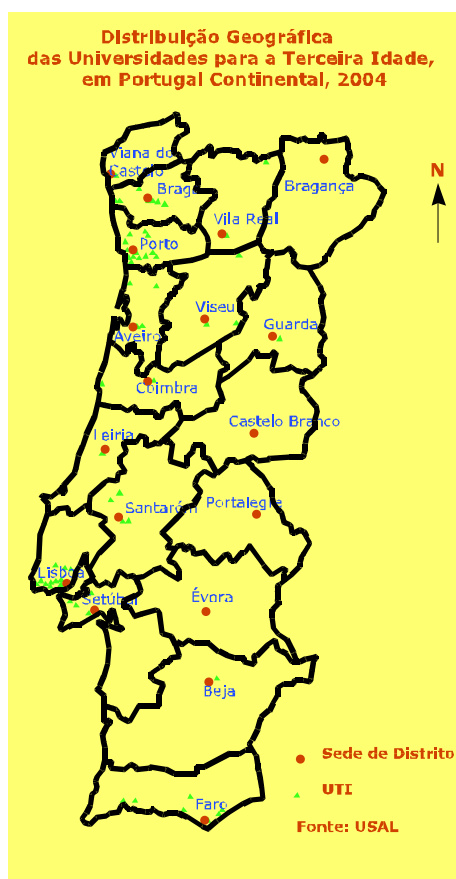 Distribuição Geográfica
das Universidades para a Terceira Idade,
em Portugal Continental, 2004
N
Viana do
Castelo
Braga
Bragança
Vila Real
Porto
Viseu
Guarda
Aveiro
Coimbra
Castelo Branco
Leiria
Santarém
Portalegre
Lisboa
Setúbal
Évora
Beja
Sede de Distrito
UTI
Faro
Fonte: USAL